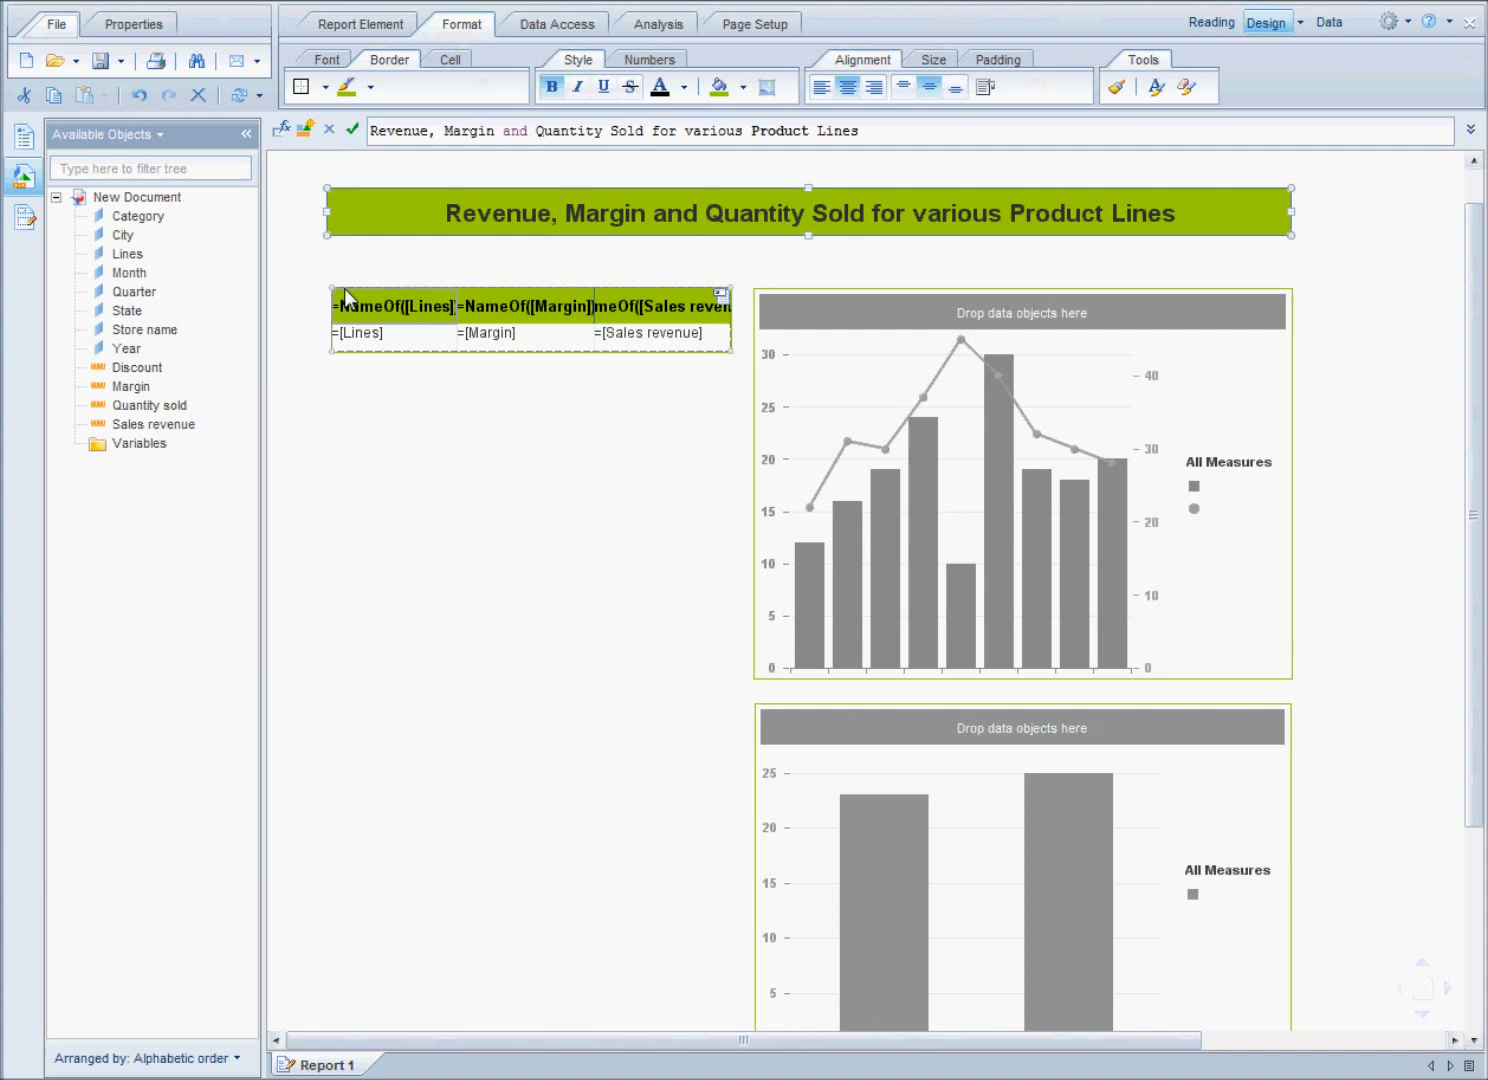 File Properties Report Element Format Data Access Analysis Page Setup Reading Design Data
Font Border Cell Style Numbers Alignment Size Padding Tools
B I U S A
Available Objects
Type here to filter tree
Revenue, Margin and Quantity Sold for various Product Lines
New Document
Category
City
Lines
Month
Quarter
State
Store name
Year
Discount
Margin
Quantity sold
Sales revenue
Variables
Arranged by: Alphabetic order
Revenue, Margin and Quantity Sold for various Product Lines
=NameOf([Lines] =NameOf([Margin]) meOf([Sales reven
=[Lines] =[Margin] =[Sales revenue]
Drop data objects here
30
25
20
15
10
5
0
40
30
20
10
0
All Measures
Drop data objects here
25
20
15
10
5
All Measures
Report 1